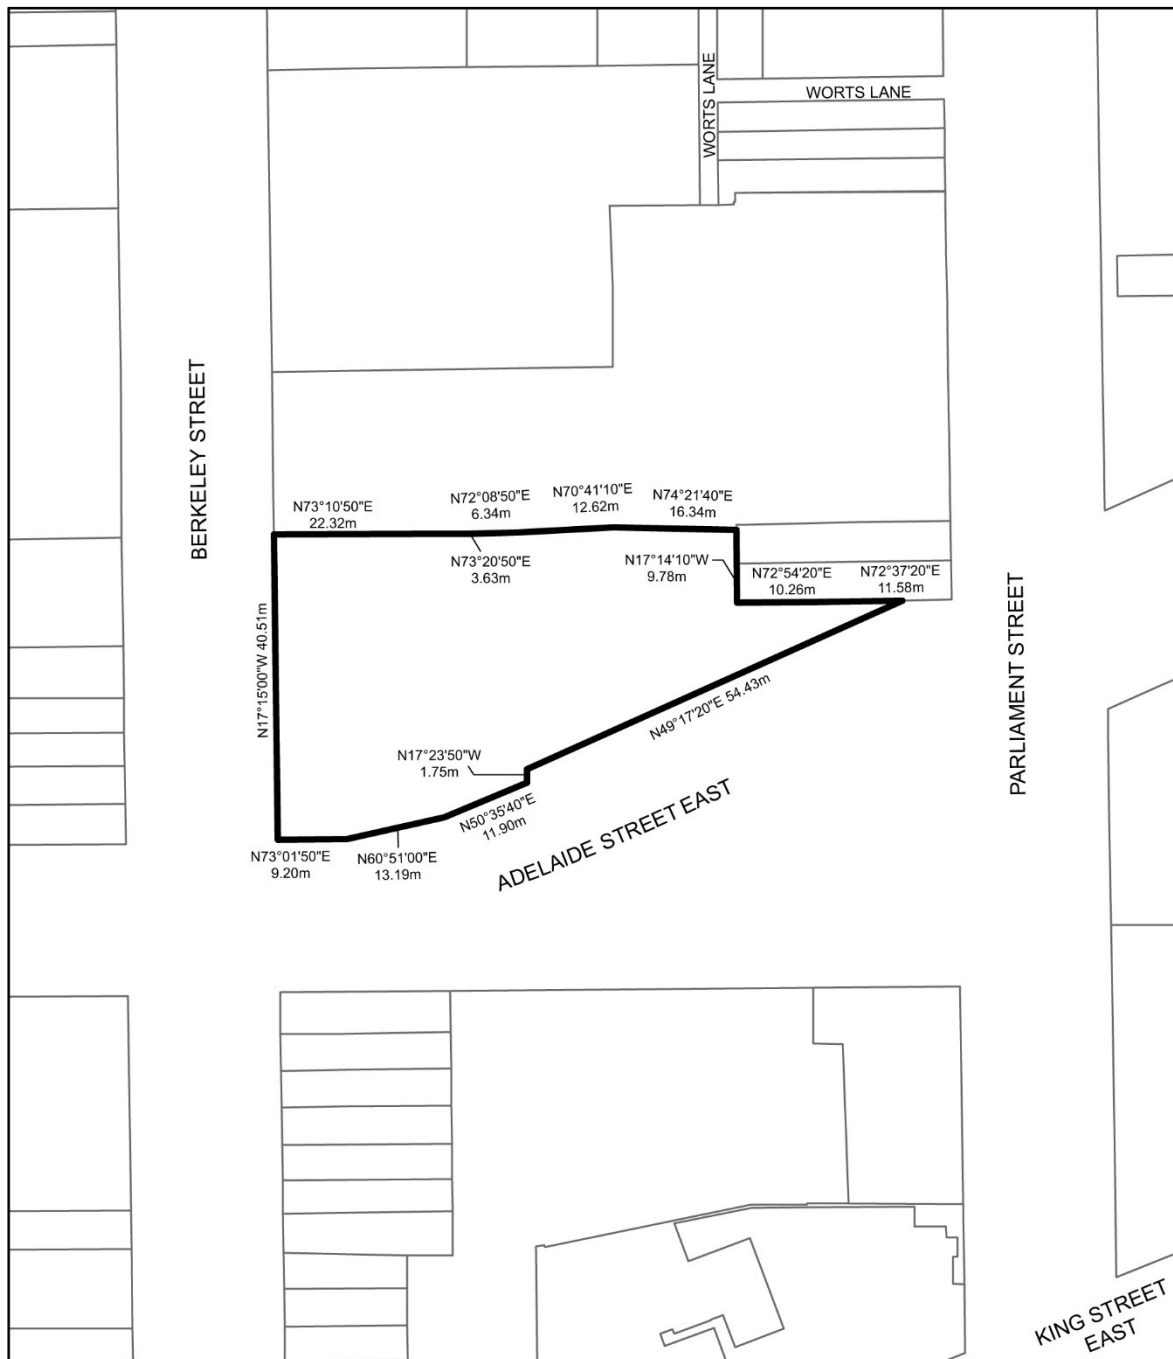 WORTS LANE
WORTS LANE
BERKELEY STREET
N73°10'50"E
22.32m
N72°08'50"E
6.34m
N70°41'10"E
12.62m
N74°21'40"E
16.34m
N73°20'50"E
3.63m
N17°14'10"W
9.78m
N72°54'20"E
10.26m
N72°37'20"E
11.58m
N17°15'00"W 40.51m
PARLIAMENT STREET
N49°17'20"E 54.43m
N17°23'50"W
1.75m
N50°35'40"E
11.90m
ADELAIDE STREET EAST
N73°01'50"E
9.20m
N60°51'00"E
13.19m
KING STREET
EAST